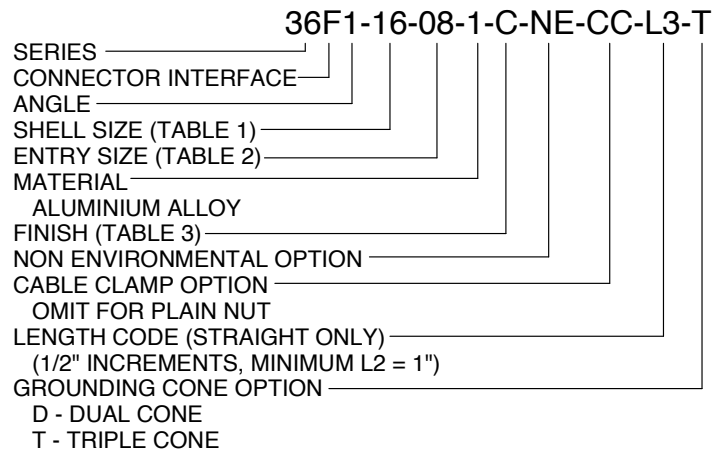 36F1-16-08-1-C-NE-CC-L3-T
SERIES
CONNECTOR INTERFACE
ANGLE
SHELL SIZE (TABLE 1)
ENTRY SIZE (TABLE 2)
MATERIAL
ALUMINIUM ALLOY
FINISH (TABLE 3)
NON ENVIRONMENTAL OPTION
CABLE CLAMP OPTION
OMIT FOR PLAIN NUT
LENGTH CODE (STRAIGHT ONLY)
(1/2" INCREMENTS, MINIMUM L2 = 1")
GROUNDING CONE OPTION
D - DUAL CONE
T - TRIPLE CONE